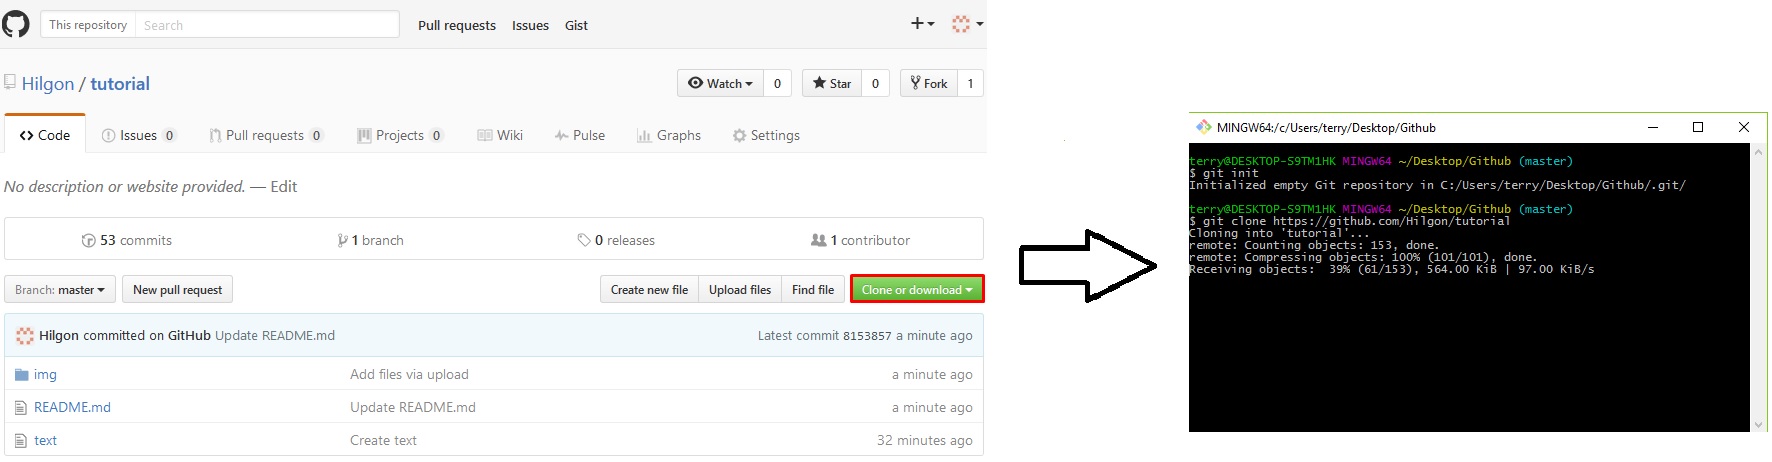 This repository Search Pull requests Issues Gist
Hilgon / tutorial Watch 0 Star 0 Fork 1
Code Issues 0 Pull requests 0 Projects 0 Wiki Pulse Graphs Settings
No description or website provided. — Edit
53 commits 1 branch 0 releases 1 contributor
Branch: master New pull request Create new file Upload files Find file Clone or download
Hilgon committed on GitHub Update README.md Latest commit 8153857 a minute ago
img Add files via upload a minute ago
README.md Update README.md a minute ago
text Create text 32 minutes ago
MINGW64:/c/Users/terry/Desktop/Github
terry@DESKTOP-S9TM1HK MINGW64 ~/Desktop/Github (master)
$ git init
Initialized empty Git repository in C:/Users/terry/Desktop/Github/.git/
terry@DESKTOP-S9TM1HK MINGW64 ~/Desktop/Github (master)
$ git clone https://github.com/Hilgon/tutorial
Cloning into 'tutorial'...
remote: Counting objects: 153, done.
remote: Compressing objects: 100% (101/101), done.
Receiving objects:  39% (61/153), 564.00 KiB | 97.00 KiB/s